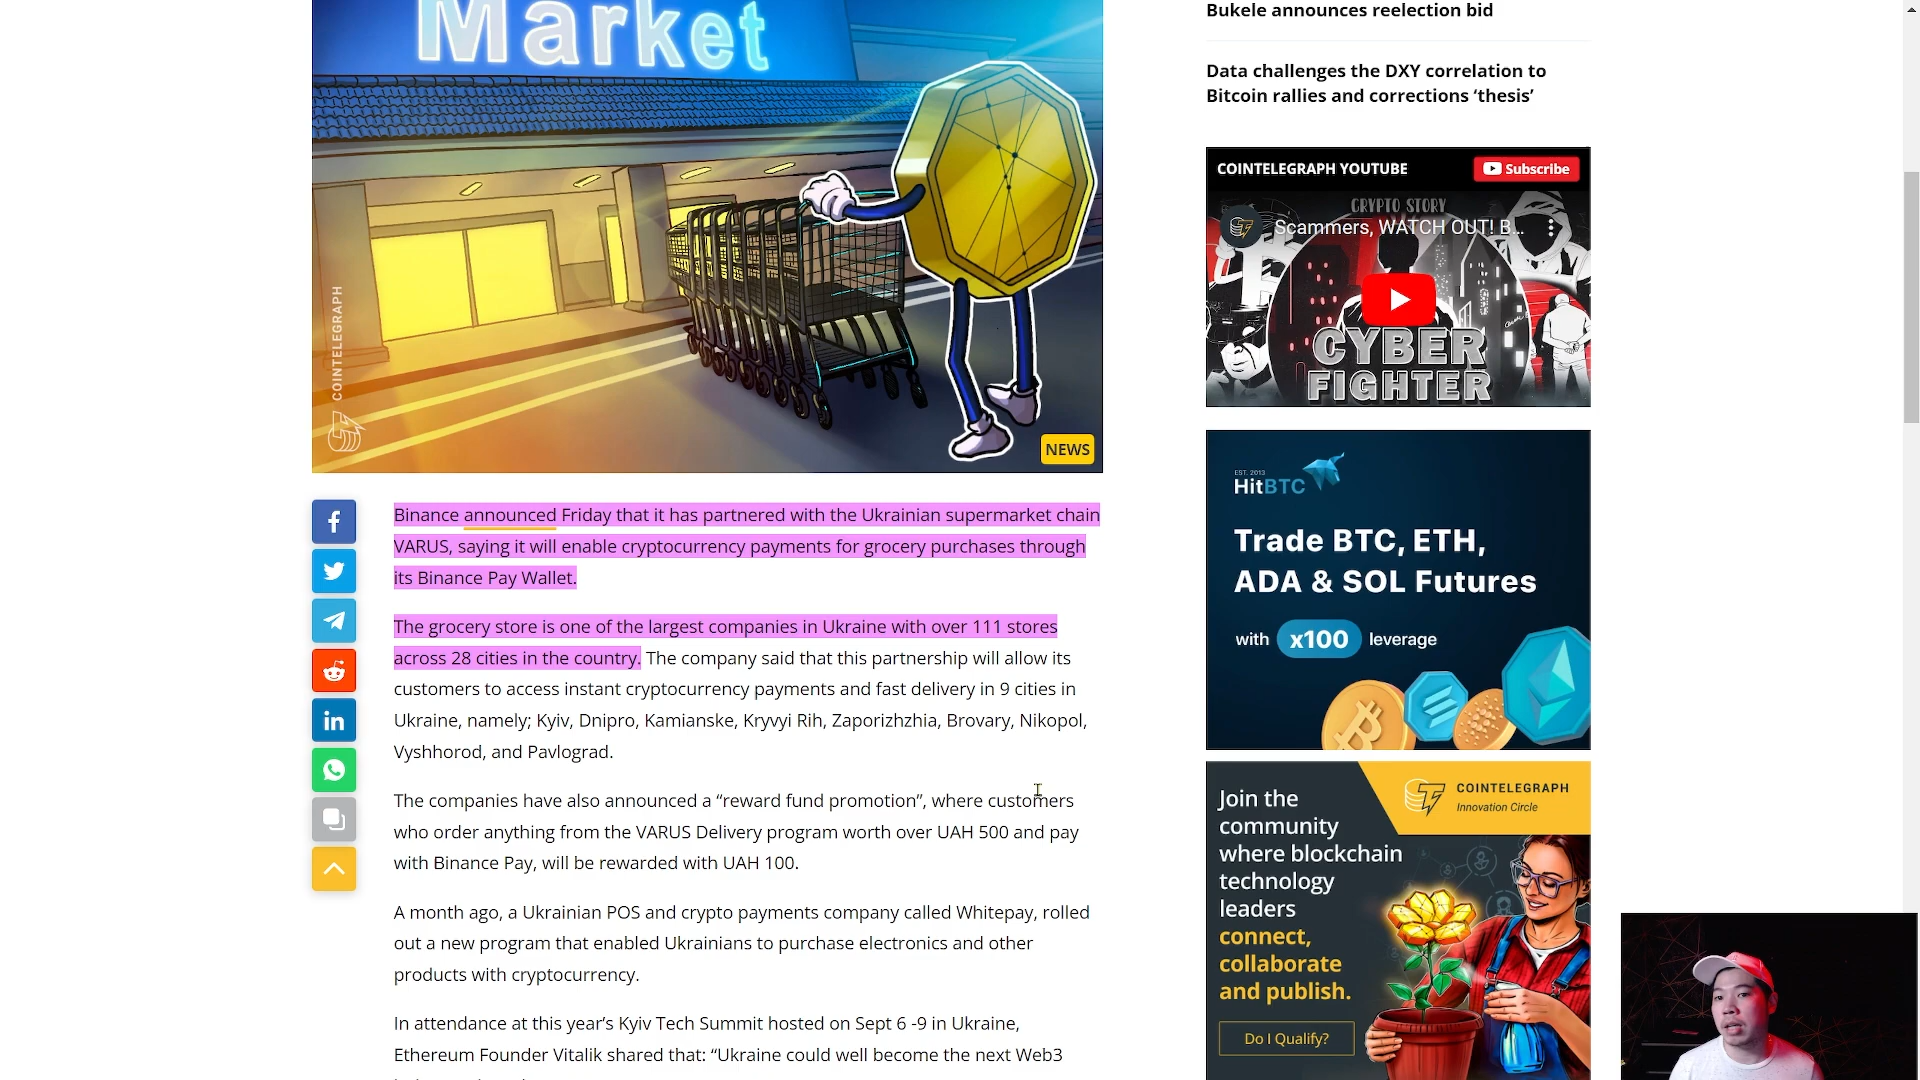 Market
COINTELEGRAPH
NEWS
Binance announced Friday that it has partnered with the Ukrainian supermarket chain
VARUS, saying it will enable cryptocurrency payments for grocery purchases through
its Binance Pay Wallet.
The grocery store is one of the largest companies in Ukraine with over 111 stores
across 28 cities in the country. The company said that this partnership will allow its
customers to access instant cryptocurrency payments and fast delivery in 9 cities in
Ukraine, namely; Kyiv, Dnipro, Kamianske, Kryvyi Rih, Zaporizhzhia, Brovary, Nikopol,
Vyshhorod, and Pavlograd.
The companies have also announced a “reward fund promotion”, where customers
who order anything from the VARUS Delivery program worth over UAH 500 and pay
with Binance Pay, will be rewarded with UAH 100.
A month ago, a Ukrainian POS and crypto payments company called Whitepay, rolled
out a new program that enabled Ukrainians to purchase electronics and other
products with cryptocurrency.
In attendance at this year’s Kyiv Tech Summit hosted on Sept 6 -9 in Ukraine,
Ethereum Founder Vitalik shared that: “Ukraine could well become the next Web3
Bukele announces reelection bid
Data challenges the DXY correlation to
Bitcoin rallies and corrections ‘thesis’
COINTELEGRAPH YOUTUBE
Subscribe
CRYPTO STORY
Scammers, WATCH OUT! B...
CYBER
FIGHTER
EST. 2013
HitBTC
Trade BTC, ETH,
ADA & SOL Futures
with x100 leverage
COINTELEGRAPH
Innovation Circle
Join the
community
where blockchain
technology
leaders
connect,
collaborate
and publish.
Do I Qualify?